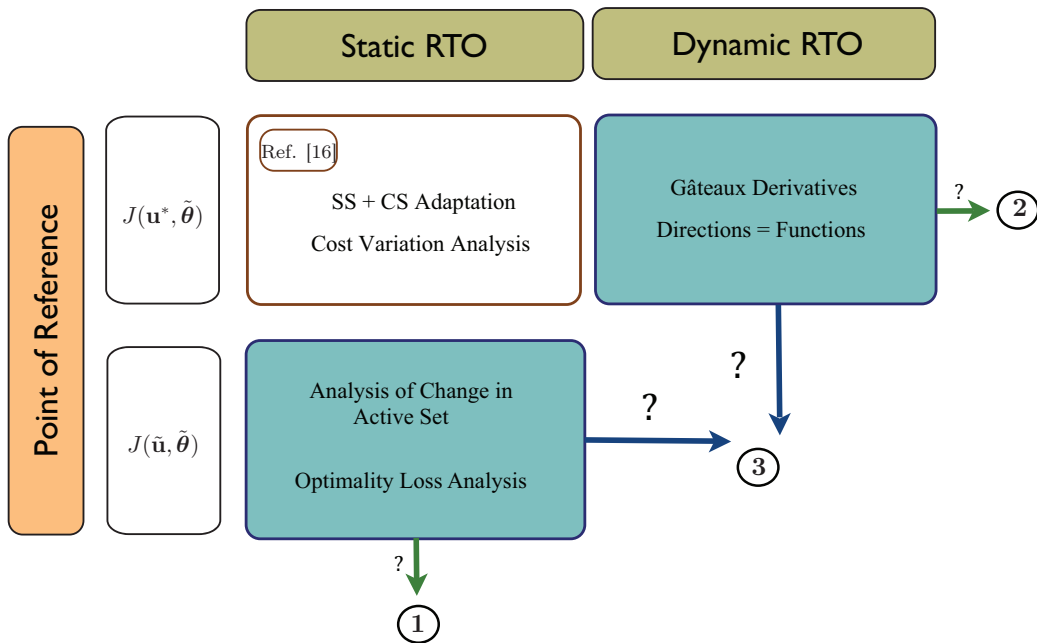 Static RTO
Dynamic RTO
Point of Reference
J(u*, θ̃)
Ref. [16]
SS + CS Adaptation
Cost Variation Analysis
Gâteaux Derivatives
Directions = Functions
?
2
J(ũ, θ̃)
Analysis of Change in
Active Set
Optimality Loss Analysis
?
?
3
?
1